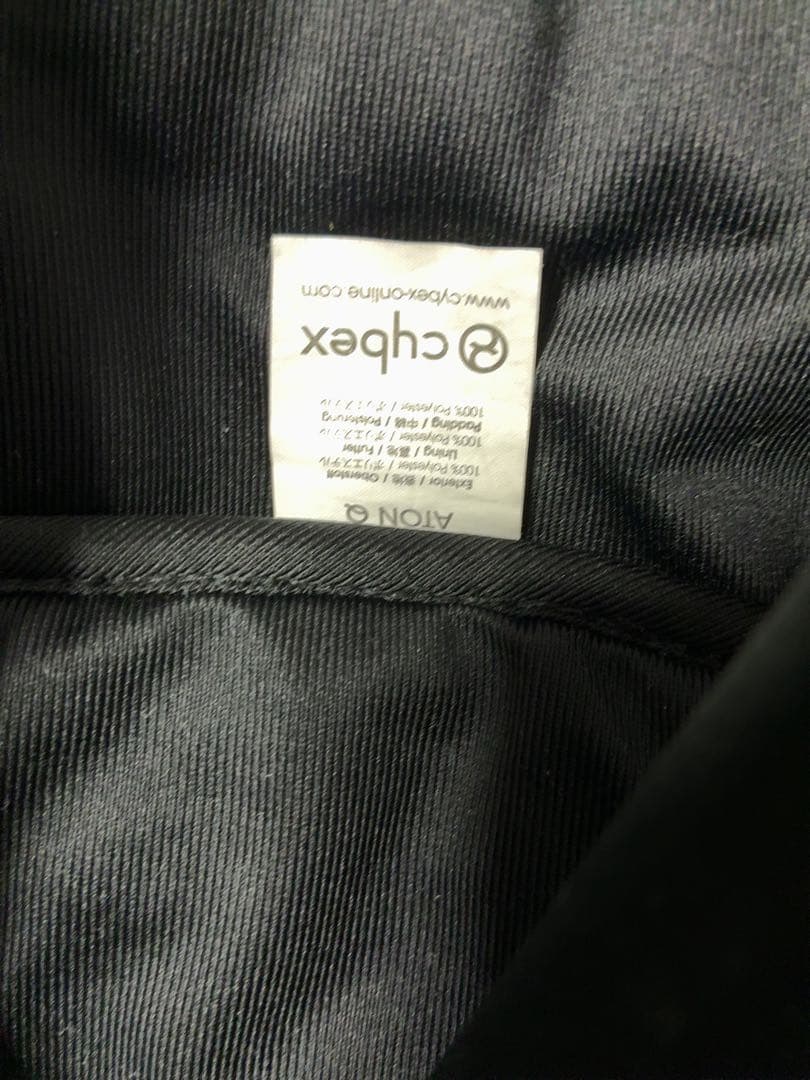 ATON Q
Exterior / 表地 / Oberstoff
100% Polyester / ポリエステル
Lining / 裏地 / Futter
100% Polyester / ポリエステル
Padding / 中綿 / Polsterung
100% Polyester / ポリエステル
cybex
www.cybex-online.com